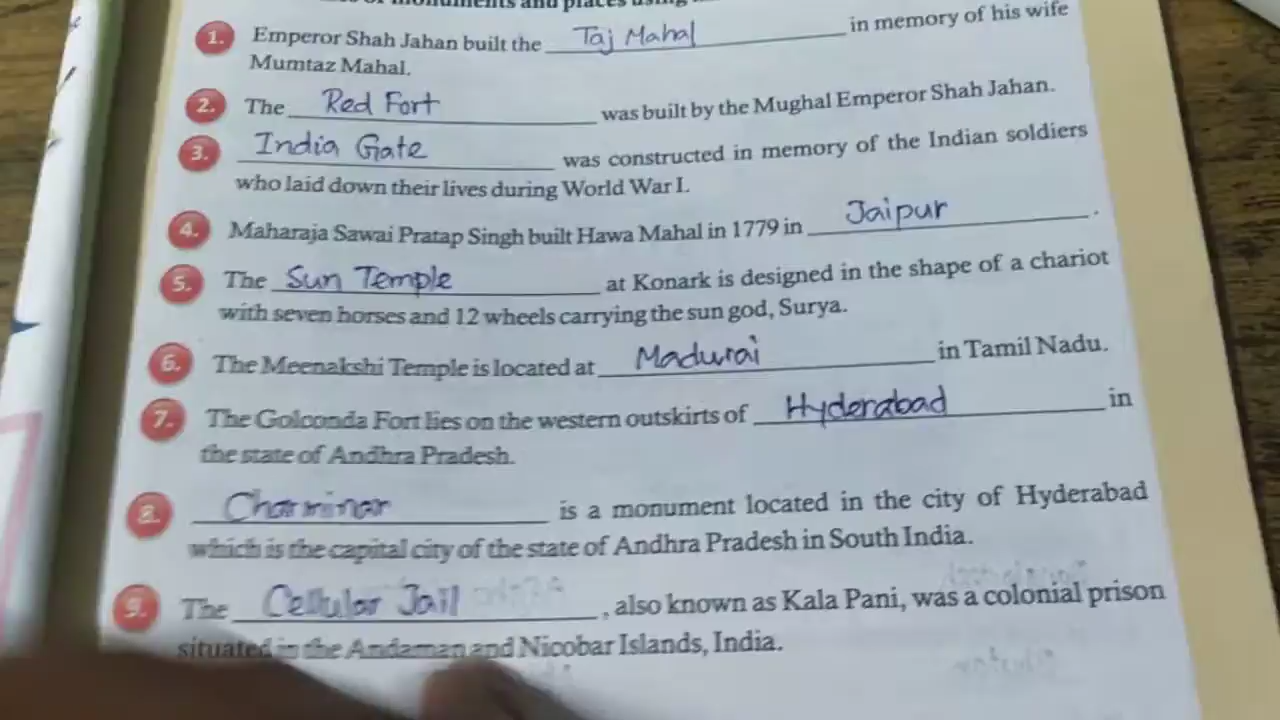 monuments and places using
1. Emperor Shah Jahan built the Taj Mahal in memory of his wife
Mumtaz Mahal.
2. The Red Fort was built by the Mughal Emperor Shah Jahan.
3. India Gate was constructed in memory of the Indian soldiers
who laid down their lives during World War I.
4. Maharaja Sawai Pratap Singh built Hawa Mahal in 1779 in Jaipur.
5. The Sun Temple at Konark is designed in the shape of a chariot
with seven horses and 12 wheels carrying the sun god, Surya.
6. The Meenakshi Temple is located at Madurai in Tamil Nadu.
7. The Golconda Fort lies on the western outskirts of Hyderabad in
the state of Andhra Pradesh.
8. Charminar is a monument located in the city of Hyderabad
which is the capital city of the state of Andhra Pradesh in South India.
9. The Cellular Jail, also known as Kala Pani, was a colonial prison
situated in the Andaman and Nicobar Islands, India.